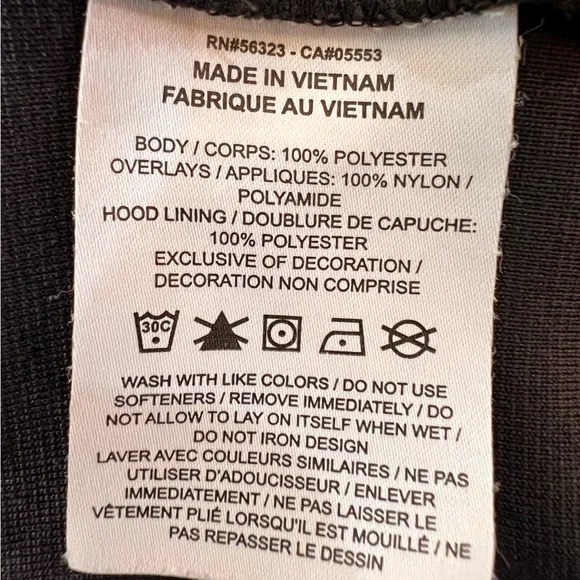 RN#56323 - CA#05553
MADE IN VIETNAM
FABRIQUE AU VIETNAM
BODY / CORPS: 100% POLYESTER
OVERLAYS / APPLIQUES: 100% NYLON /
POLYAMIDE
HOOD LINING / DOUBLURE DE CAPUCHE:
100% POLYESTER
EXCLUSIVE OF DECORATION /
DECORATION NON COMPRISE
30C
WASH WITH LIKE COLORS / DO NOT USE
SOFTENERS / REMOVE IMMEDIATELY / DO
NOT ALLOW TO LAY ON ITSELF WHEN WET /
DO NOT IRON DESIGN
LAVER AVEC COULEURS SIMILAIRES / NE PAS
UTILISER D'ADOUCISSEUR / ENLEVER
IMMEDIATEMENT / NE PAS LAISSER LE
VÊTEMENT PLIÉ LORSQU'IL EST MOUILLÉ / NE
PAS REPASSER LE DESSIN